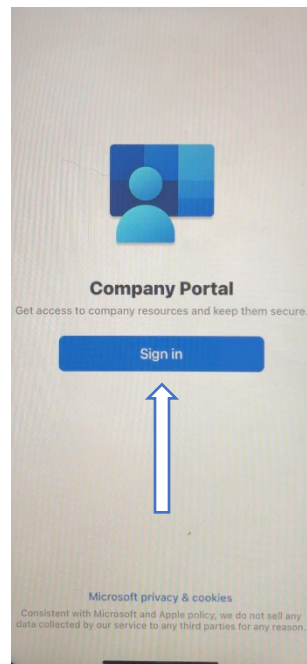 Company Portal
Get access to company resources and keep them secure.
Sign in
Microsoft privacy & cookies
Consistent with Microsoft and Apple policy, we do not sell any
data collected by our service to any third parties for any reason.